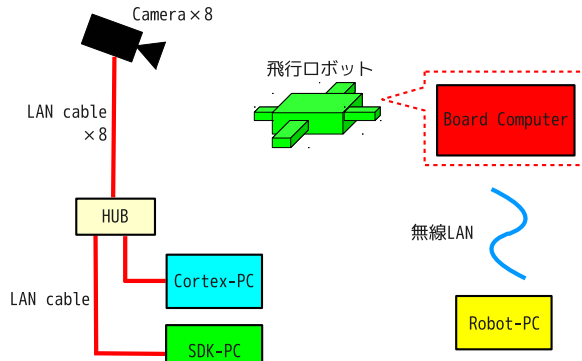 Camera×8
飛行ロボット
LAN cable
×8
Board Computer
HUB
無線LAN
Cortex-PC
LAN cable
Robot-PC
SDK-PC